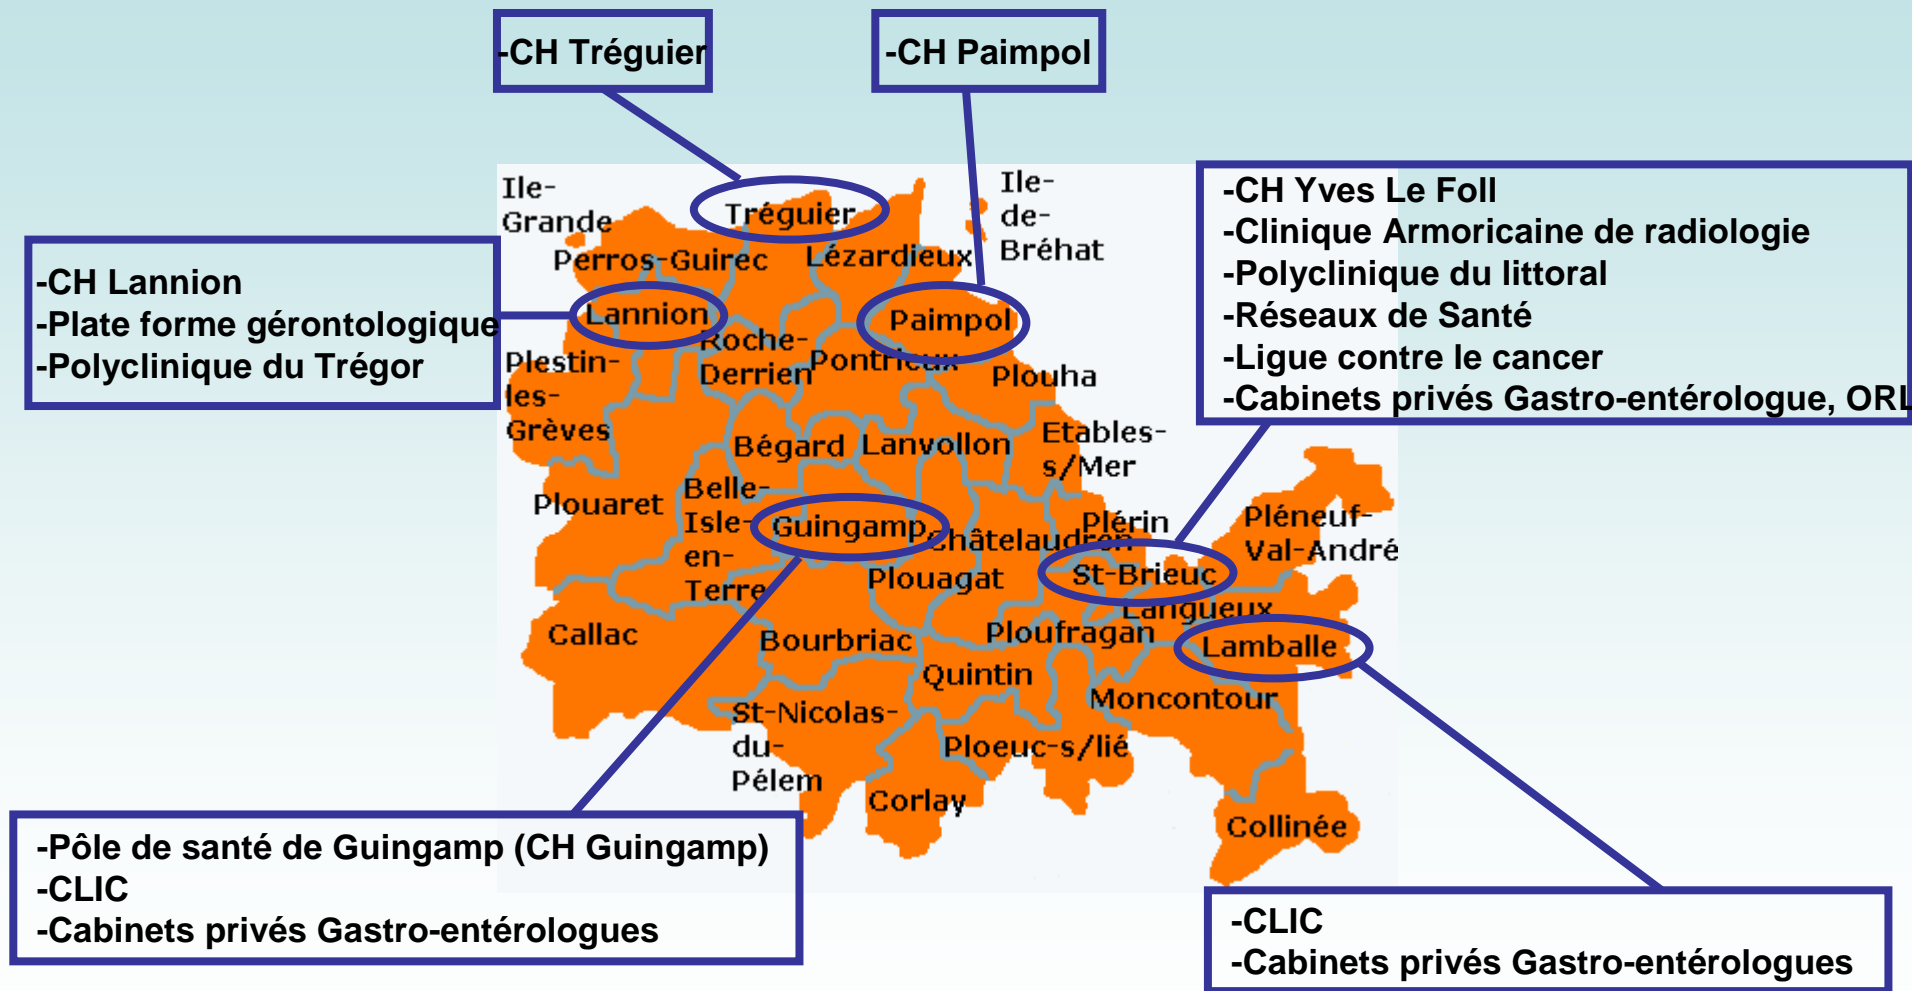 -CH Tréguier
-CH Paimpol
-CH Yves Le Foll
-Clinique Armoricaine de radiologie
-Polyclinique du littoral
-Réseaux de Santé
-Ligue contre le cancer
-Cabinets privés Gastro-entérologue, ORL
-CH Lannion
-Plate forme gérontologique
-Polyclinique du Trégor
Ile-
Grande
Tréguier
Ile-
de-
Bréhat
Perros-Guirec
Lézardieux
Lannion
Paimpol
Roche-
Derrien
Pontrieux
Plestin-
les-
Grèves
Plouha
Bégard
Lanvollon
Etables-
s/Mer
Plouaret
Belle-
Isle-
en-
Terre
Guingamp
Châtelaudren
Plérin
Pléneuf-
Val-André
Plouagat
St-Brieuc
Langueux
Callac
Bourbriac
Ploufragan
Lamballe
Quintin
Moncontour
St-Nicolas-
du-
Pélem
Ploeuc-s/lié
Corlay
Collinée
-Pôle de santé de Guingamp (CH Guingamp)
-CLIC
-Cabinets privés Gastro-entérologues
-CLIC
-Cabinets privés Gastro-entérologues